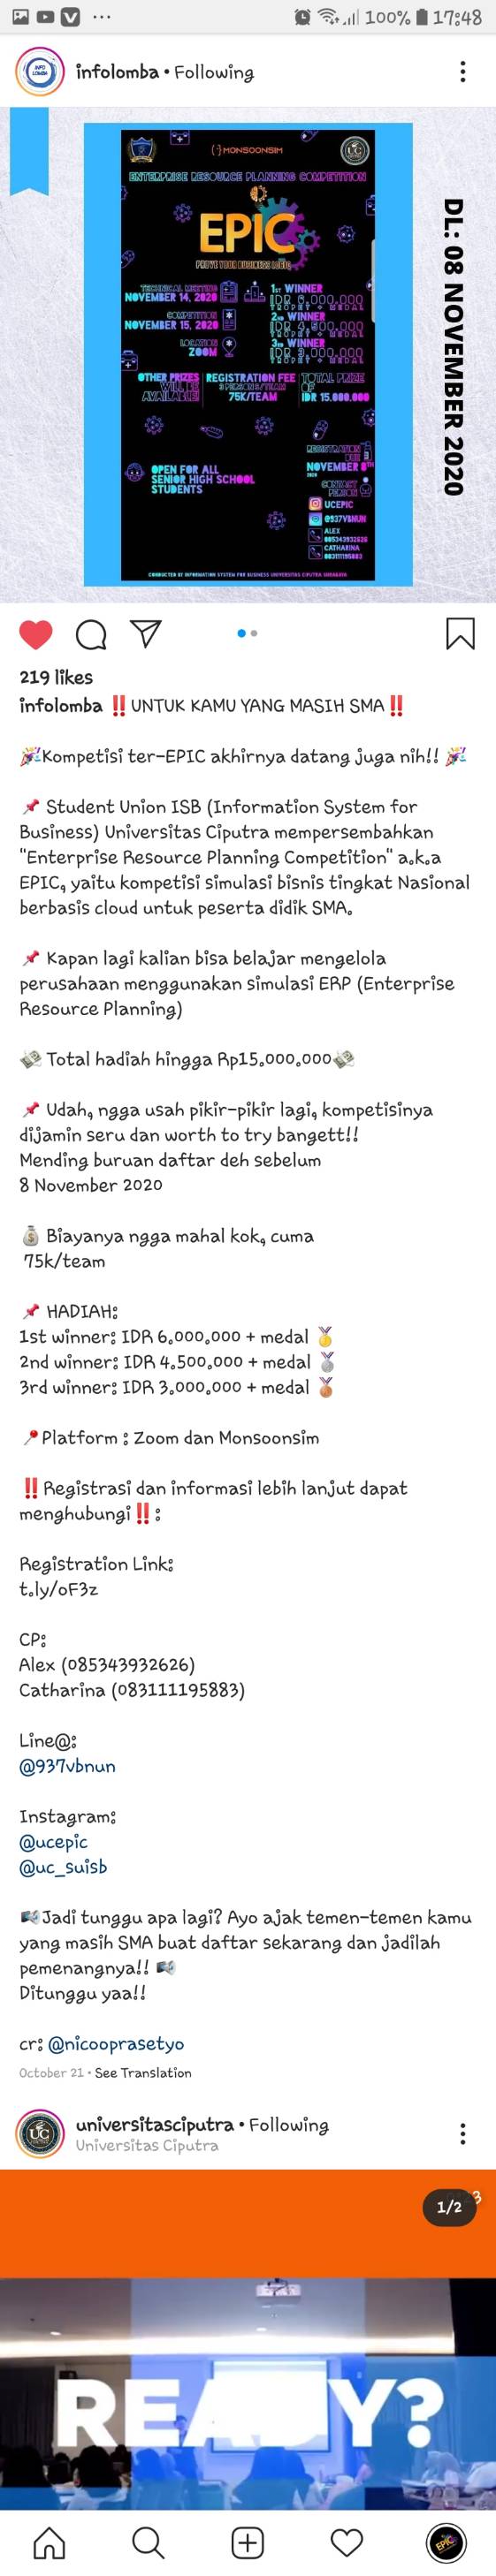 100% 17:48
infolomba • Following
DL: 08 NOVEMBER 2020
{:} MONSOONSIM
ENTERPRISE RESOURCE PLANNING COMPETITION
EPIC
PROVE YOUR BUSINESS LOGIC
TECHNICAL MEETING
NOVEMBER 14, 2020
COMPETITION
NOVEMBER 15, 2020
LOCATION
ZOOM
1ST WINNER
IDR 6.000.000
TROPHY + MEDAL
2ND WINNER
IDR 4.500.000
TROPHY + MEDAL
3RD WINNER
IDR 3.000.000
TROPHY + MEDAL
OTHER PRIZES
WILL BE
AVAILABLE
REGISTRATION FEE
3 PERSONS/TEAM
75K/TEAM
TOTAL PRIZE
OF
IDR 15.000.000
OPEN FOR ALL
SENIOR HIGH SCHOOL
STUDENTS
REGISTRATION
DUE
NOVEMBER 8TH
2020
CONTACT
PERSON
UCEPIC
@937VBNUN
ALEX
085343932626
CATHARINA
083111195883
CONDUCTED BY INFORMATION SYSTEM FOR BUSINESS UNIVERSITAS CIPUTRA SURABAYA
219 likes
infolomba ‼️UNTUK KAMU YANG MASIH SMA‼️
🎉Kompetisi ter-EPIC akhirnya datang juga nih!! 🎉
📌 Student Union ISB (Information System for
Business) Universitas Ciputra mempersembahkan
"Enterprise Resource Planning Competition" a.k.a
EPIC, yaitu kompetisi simulasi bisnis tingkat Nasional
berbasis cloud untuk peserta didik SMA.
📌 Kapan lagi kalian bisa belajar mengelola
perusahaan menggunakan simulasi ERP (Enterprise
Resource Planning)
💸 Total hadiah hingga Rp15.000.000💸
📌 Udah, ngga usah pikir-pikir lagi, kompetisinya
dijamin seru dan worth to try bangett!!
Mending buruan daftar deh sebelum
8 November 2020
💰 Biayanya ngga mahal kok, cuma
75k/team
📌 HADIAH:
1st winner: IDR 6.000.000 + medal 🥇
2nd winner: IDR 4.500.000 + medal 🥈
3rd winner: IDR 3.000.000 + medal 🥉
📍Platform : Zoom dan Monsoonsim
‼️Registrasi dan informasi lebih lanjut dapat
menghubungi‼️:
Registration Link:
t.ly/oF3z
CP:
Alex (085343932626)
Catharina (083111195883)
Line@:
@937vbnun
Instagram:
@ucepic
@uc_suisb
📢Jadi tunggu apa lagi? Ayo ajak temen-temen kamu
yang masih SMA buat daftar sekarang dan jadilah
pemenangnya!! 📢
Ditunggu yaa!!
cr: @nicooprasetyo
October 21 • See Translation
universitasciputra • Following
Universitas Ciputra
1/2
READY?